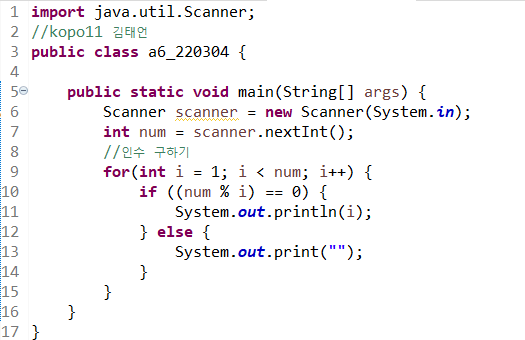 1 import java.util.Scanner;
2 //kopo11 김태언
3 public class a6_220304 {
4
5 public static void main(String[] args) {
6 Scanner scanner = new Scanner(System.in);
7 int num = scanner.nextInt();
8 //인수 구하기
9 for(int i = 1; i < num; i++) {
10 if ((num % i) == 0) {
11 System.out.println(i);
12 } else {
13 System.out.print("");
14 }
15 }
16 }
17 }